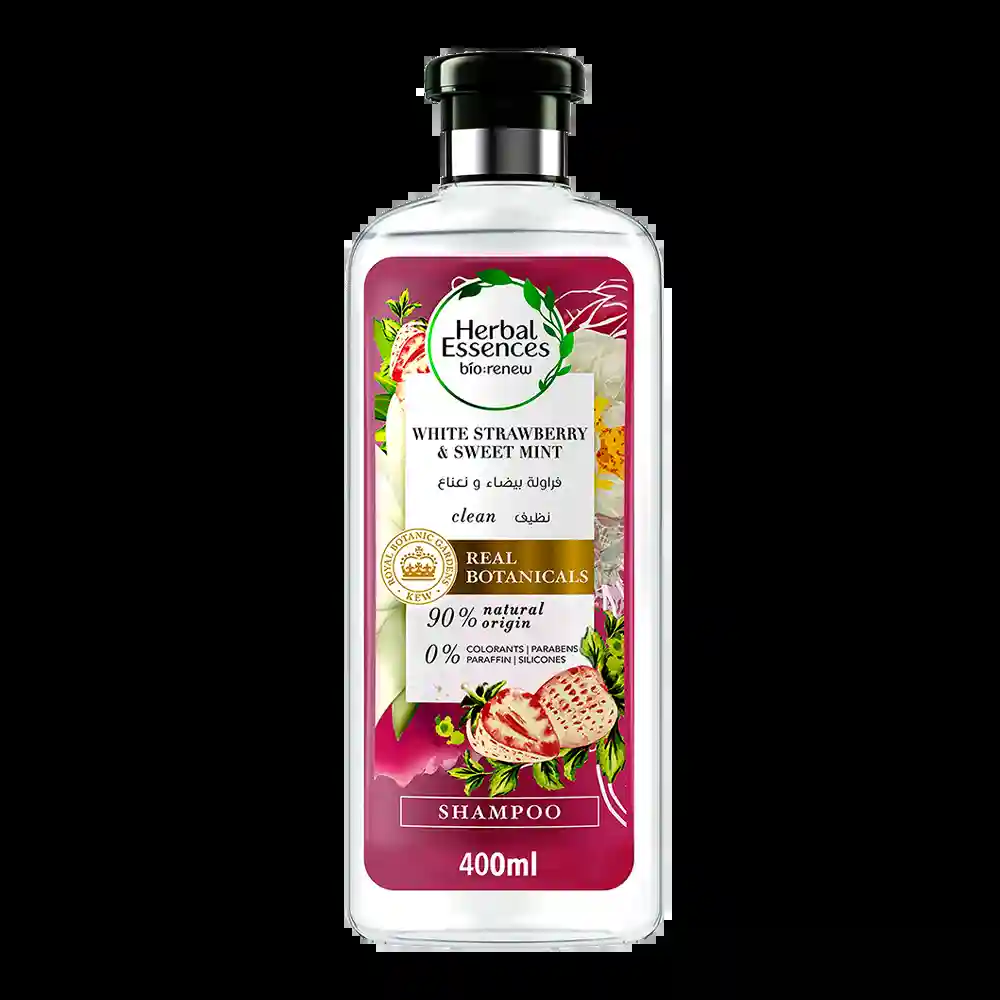 Herbal
Essences
bío:renew
WHITE STRAWBERRY
& SWEET MINT
فراولة بيضاء و نعناع
clean نظيف
ROYAL BOTANIC GARDENS
• KEW •
REAL
BOTANICALS
90% natural
origin
0% COLORANTS | PARABENS
PARAFFIN | SILICONES
SHAMPOO
400ml